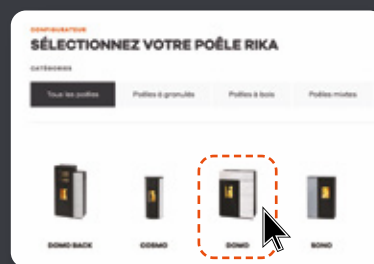 CONFIGURATEUR
SÉLECTIONNEZ VOTRE POÊLE RIKA
CATÉGORIES
Tous les poêles Poêles à granulés Poêles à bois Poêles mixtes
DOMO BACK COSMO DOMO SONO